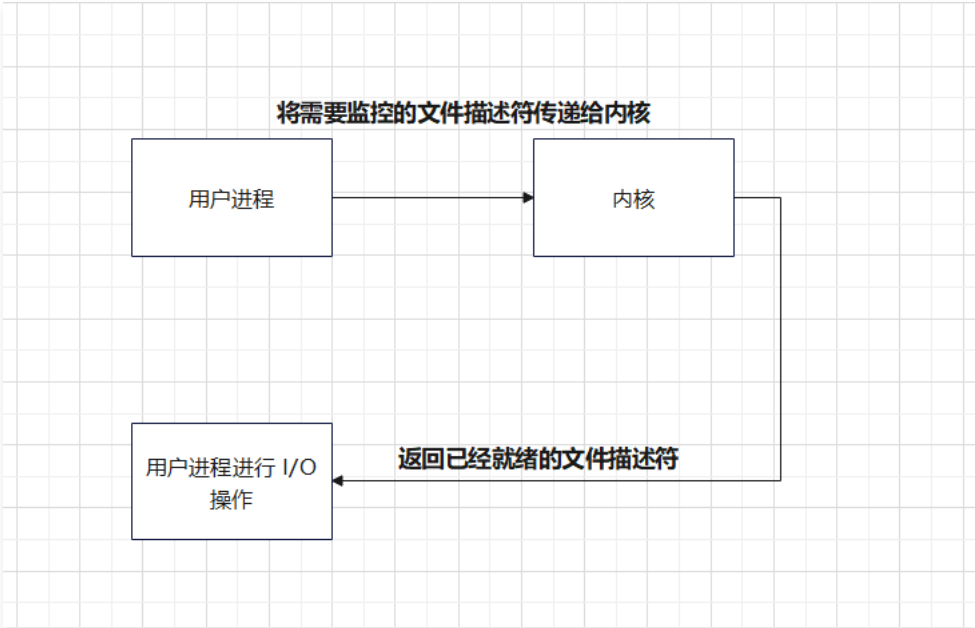 将需要监控的文件描述符传递给内核
用户进程
内核
返回已经就绪的文件描述符
用户进程进行 I/O
操作